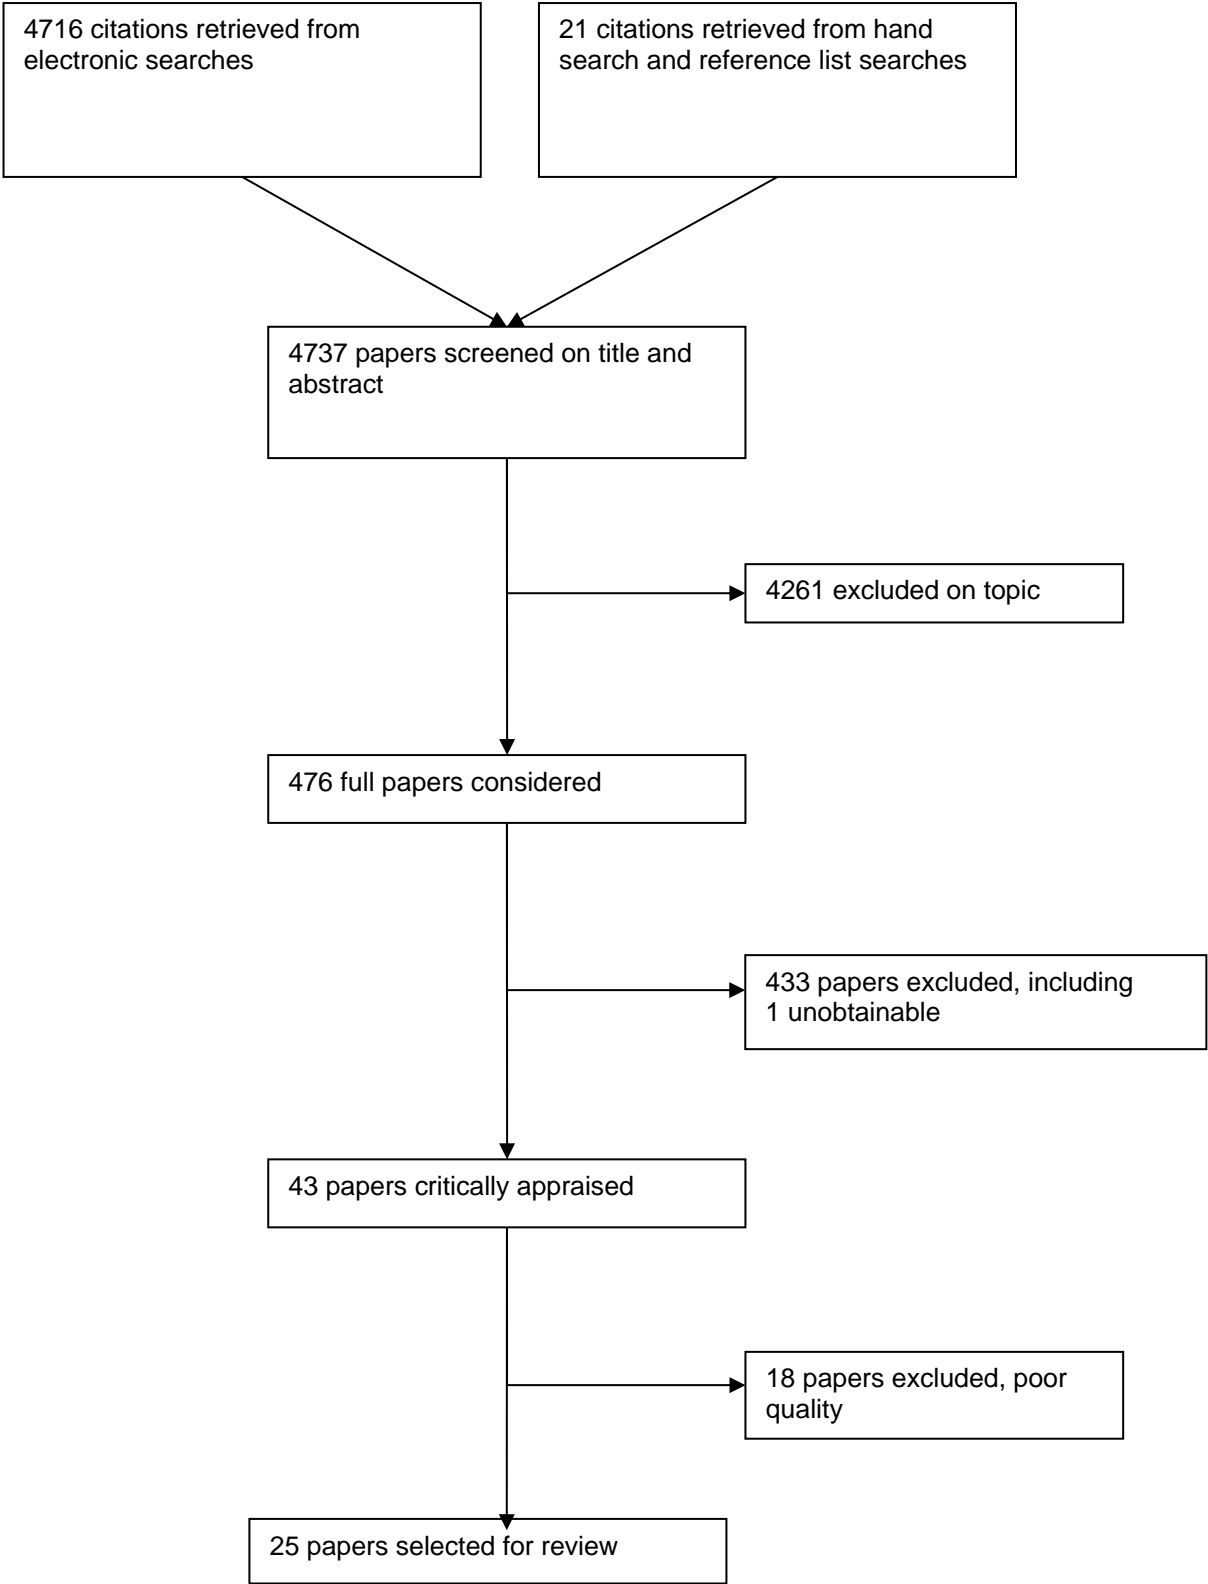 4716 citations retrieved from
electronic searches
21 citations retrieved from hand
search and reference list searches
4737 papers screened on title and
abstract
4261 excluded on topic
476 full papers considered
433 papers excluded, including
1 unobtainable
43 papers critically appraised
18 papers excluded, poor
quality
25 papers selected for review